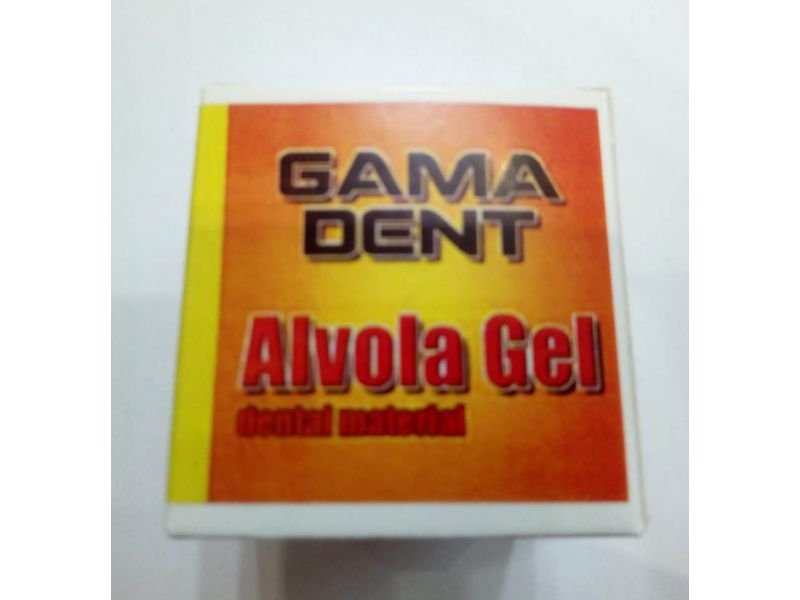 GAMA
DENT
Alvola Gel
dental material